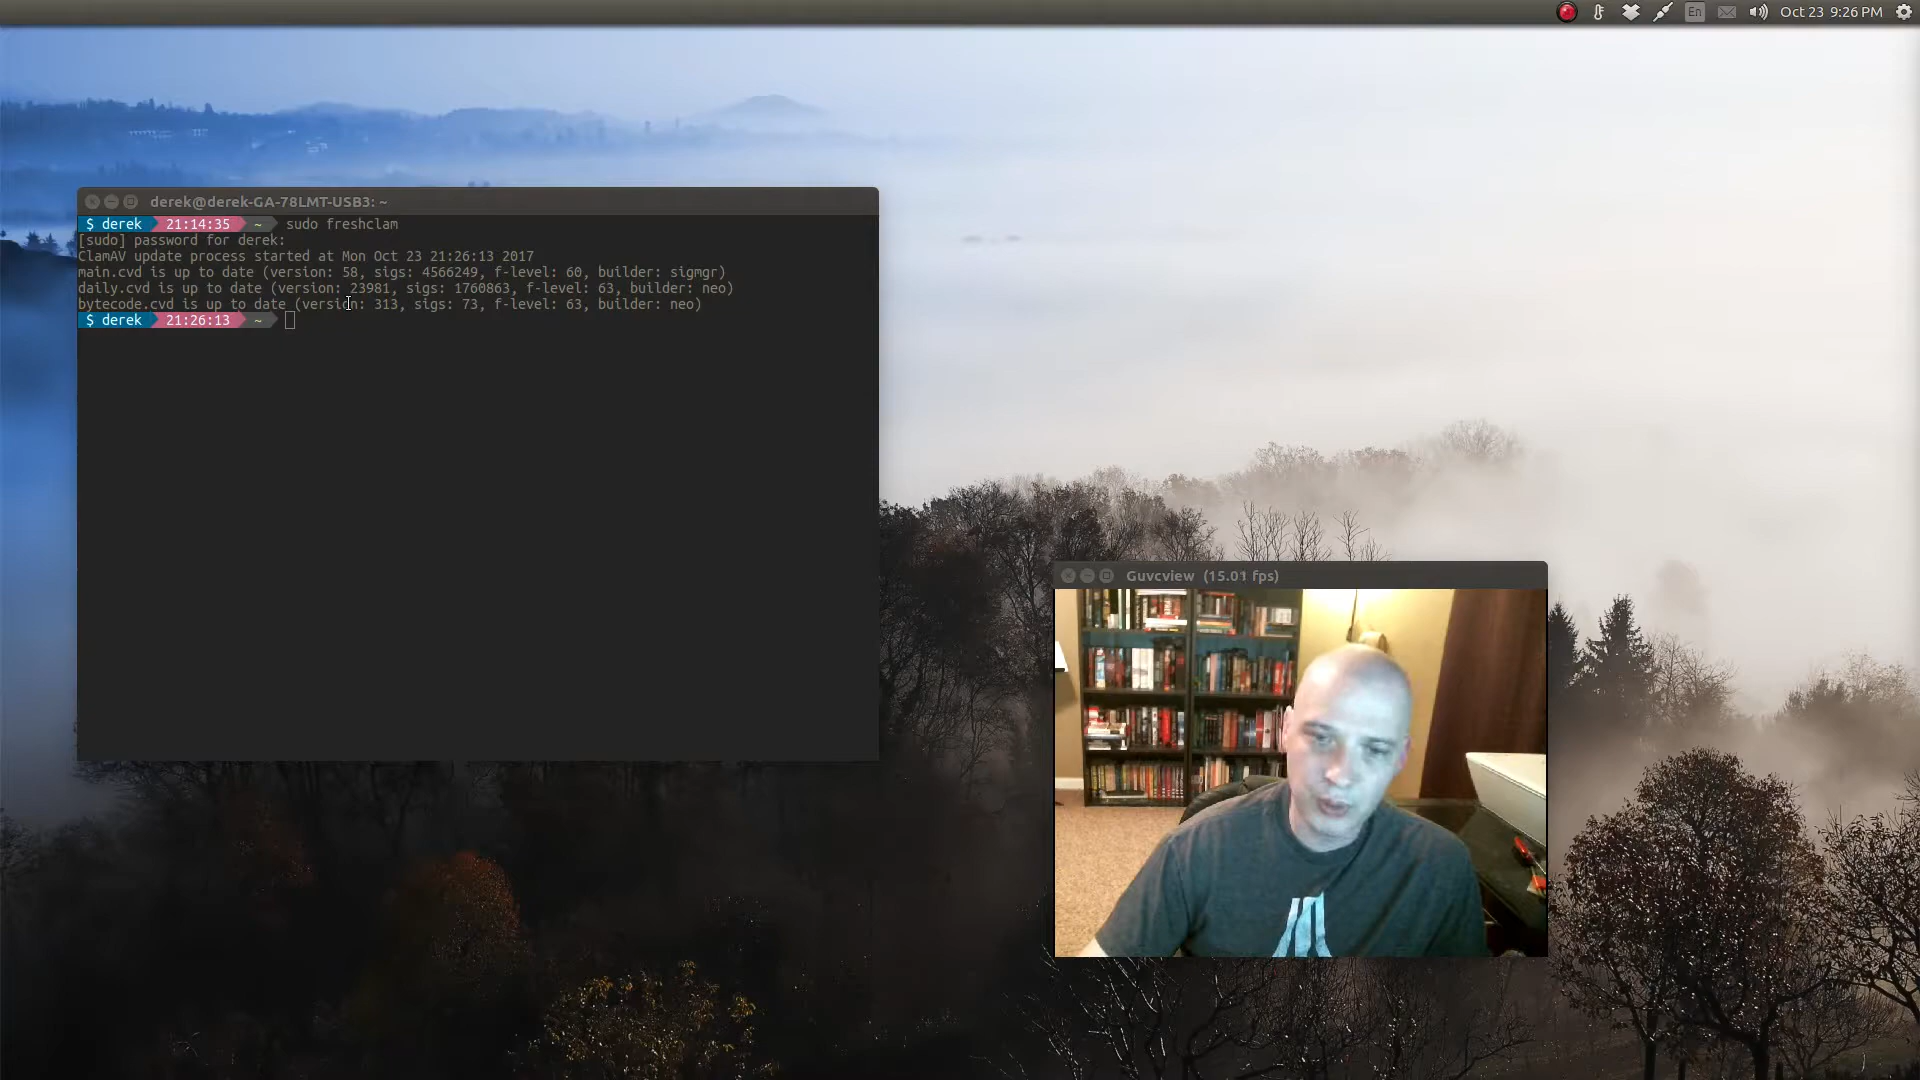 En Oct 23 9:26 PM
derek@derek-GA-78LMT-USB3: ~
$ derek 21:14:35 ~ sudo freshclam
[sudo] password for derek:
ClamAV update process started at Mon Oct 23 21:26:13 2017
main.cvd is up to date (version: 58, sigs: 4566249, f-level: 60, builder: sigmgr)
daily.cvd is up to date (version: 23981, sigs: 1760863, f-level: 63, builder: neo)
bytecode.cvd is up to date (version: 313, sigs: 73, f-level: 63, builder: neo)
$ derek 21:26:13 ~
Guvcview (15.01 fps)